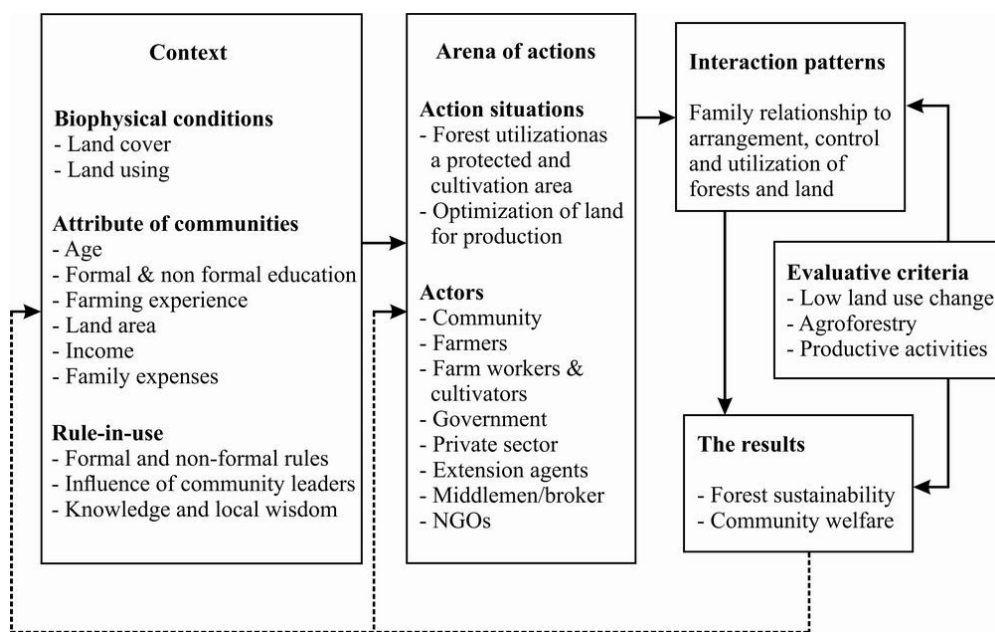 Context
Biophysical conditions
- Land cover
- Land using
Attribute of communities
- Age
- Formal & non formal education
- Farming experience
- Land area
- Income
- Family expenses
Rule-in-use
- Formal and non-formal rules
- Influence of community leaders
- Knowledge and local wisdom
Arena of actions
Action situations
- Forest utilizationas
a protected and
cultivation area
- Optimization of land
for production
Actors
- Community
- Farmers
- Farm workers &
cultivators
- Government
- Private sector
- Extension agents
- Middlemen/broker
- NGOs
Interaction patterns
Family relationship to
arrangement, control
and utilization of
forests and land
Evaluative criteria
- Low land use change
- Agroforestry
- Productive activities
The results
- Forest sustainability
- Community welfare